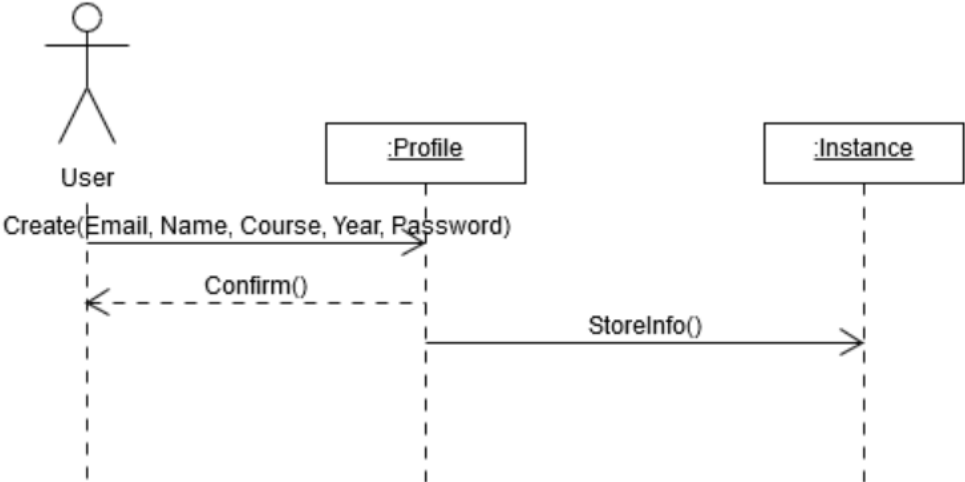 :Profile
:Instance
User
Create(Email, Name, Course, Year, Password)
Confirm()
StoreInfo()